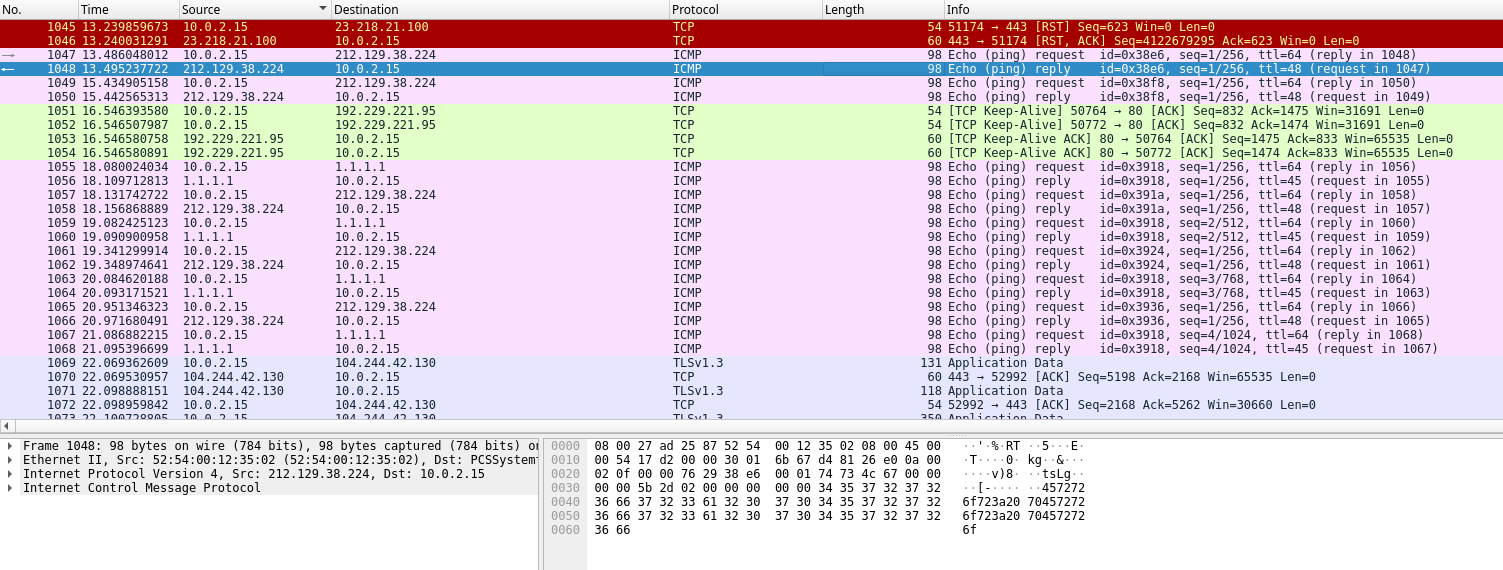 No. Time Source Destination Protocol Length Info
1045 13.239859673 10.0.2.15 23.218.21.100 TCP 54 51174 → 443 [RST] Seq=623 Win=0 Len=0
1046 13.240031291 23.218.21.100 10.0.2.15 TCP 60 443 → 51174 [RST, ACK] Seq=4122679295 Ack=623 Win=0 Len=0
1047 13.486048012 10.0.2.15 212.129.38.224 ICMP 98 Echo (ping) request id=0x38e6, seq=1/256, ttl=64 (reply in 1048)
1048 13.495237722 212.129.38.224 10.0.2.15 ICMP 98 Echo (ping) reply id=0x38e6, seq=1/256, ttl=48 (request in 1047)
1049 15.434905158 10.0.2.15 212.129.38.224 ICMP 98 Echo (ping) request id=0x38f8, seq=1/256, ttl=64 (reply in 1050)
1050 15.442565313 212.129.38.224 10.0.2.15 ICMP 98 Echo (ping) reply id=0x38f8, seq=1/256, ttl=48 (request in 1049)
1051 16.546393580 10.0.2.15 192.229.221.95 TCP 54 [TCP Keep-Alive] 50764 → 80 [ACK] Seq=832 Ack=1475 Win=31691 Len=0
1052 16.546507987 10.0.2.15 192.229.221.95 TCP 54 [TCP Keep-Alive] 50772 → 80 [ACK] Seq=832 Ack=1474 Win=31691 Len=0
1053 16.546580758 192.229.221.95 10.0.2.15 TCP 60 [TCP Keep-Alive ACK] 80 → 50764 [ACK] Seq=1475 Ack=833 Win=65535 Len=0
1054 16.546580891 192.229.221.95 10.0.2.15 TCP 60 [TCP Keep-Alive ACK] 80 → 50772 [ACK] Seq=1474 Ack=833 Win=65535 Len=0
1055 18.080024034 10.0.2.15 1.1.1.1 ICMP 98 Echo (ping) request id=0x3918, seq=1/256, ttl=64 (reply in 1056)
1056 18.109712813 1.1.1.1 10.0.2.15 ICMP 98 Echo (ping) reply id=0x3918, seq=1/256, ttl=45 (request in 1055)
1057 18.131742722 10.0.2.15 212.129.38.224 ICMP 98 Echo (ping) request id=0x391a, seq=1/256, ttl=64 (reply in 1058)
1058 18.156868889 212.129.38.224 10.0.2.15 ICMP 98 Echo (ping) reply id=0x391a, seq=1/256, ttl=48 (request in 1057)
1059 19.082425123 10.0.2.15 1.1.1.1 ICMP 98 Echo (ping) request id=0x3918, seq=2/512, ttl=64 (reply in 1060)
1060 19.090900958 1.1.1.1 10.0.2.15 ICMP 98 Echo (ping) reply id=0x3918, seq=2/512, ttl=45 (request in 1059)
1061 19.341299914 10.0.2.15 212.129.38.224 ICMP 98 Echo (ping) request id=0x3924, seq=1/256, ttl=64 (reply in 1062)
1062 19.348974641 212.129.38.224 10.0.2.15 ICMP 98 Echo (ping) reply id=0x3924, seq=1/256, ttl=48 (request in 1061)
1063 20.084620188 10.0.2.15 1.1.1.1 ICMP 98 Echo (ping) request id=0x3918, seq=3/768, ttl=64 (reply in 1064)
1064 20.093171521 1.1.1.1 10.0.2.15 ICMP 98 Echo (ping) reply id=0x3918, seq=3/768, ttl=45 (request in 1063)
1065 20.951346323 10.0.2.15 212.129.38.224 ICMP 98 Echo (ping) request id=0x3936, seq=1/256, ttl=64 (reply in 1066)
1066 20.971680491 212.129.38.224 10.0.2.15 ICMP 98 Echo (ping) reply id=0x3936, seq=1/256, ttl=48 (request in 1065)
1067 21.086882215 10.0.2.15 1.1.1.1 ICMP 98 Echo (ping) request id=0x3918, seq=4/1024, ttl=64 (reply in 1068)
1068 21.095396699 1.1.1.1 10.0.2.15 ICMP 98 Echo (ping) reply id=0x3918, seq=4/1024, ttl=45 (request in 1067)
1069 22.069362609 10.0.2.15 104.244.42.130 TLSv1.3 131 Application Data
1070 22.069530957 104.244.42.130 10.0.2.15 TCP 60 443 → 52992 [ACK] Seq=5198 Ack=2168 Win=65535 Len=0
1071 22.098888151 104.244.42.130 10.0.2.15 TLSv1.3 118 Application Data
1072 22.098959842 10.0.2.15 104.244.42.130 TCP 54 52992 → 443 [ACK] Seq=2168 Ack=5262 Win=30660 Len=0
1073 22.100728805 10.0.2.15 104.244.42.130 TLSv1.3 350 Application Data
Frame 1048: 98 bytes on wire (784 bits), 98 bytes captured (784 bits) on
Ethernet II, Src: 52:54:00:12:35:02 (52:54:00:12:35:02), Dst: PCSSystemt
Internet Protocol Version 4, Src: 212.129.38.224, Dst: 10.0.2.15
Internet Control Message Protocol
0000 08 00 27 ad 25 87 52 54 00 12 35 02 08 00 45 00 ··'·%·RT ··5···E·
0010 00 54 17 d2 00 00 30 01 6b 67 d4 81 26 e0 0a 00 ·T····0· kg··&···
0020 02 0f 00 00 76 29 38 e6 00 01 74 73 4c 67 00 00 ····v)8· ··tsLg··
0030 00 00 5b 2d 02 00 00 00 00 00 34 35 37 32 37 32 ··[-···· ··457272
0040 36 66 37 32 33 61 32 30 37 30 34 35 37 32 37 32 6f723a20 70457272
0050 36 66 37 32 33 61 32 30 37 30 34 35 37 32 37 32 6f723a20 70457272
0060 36 66 6f